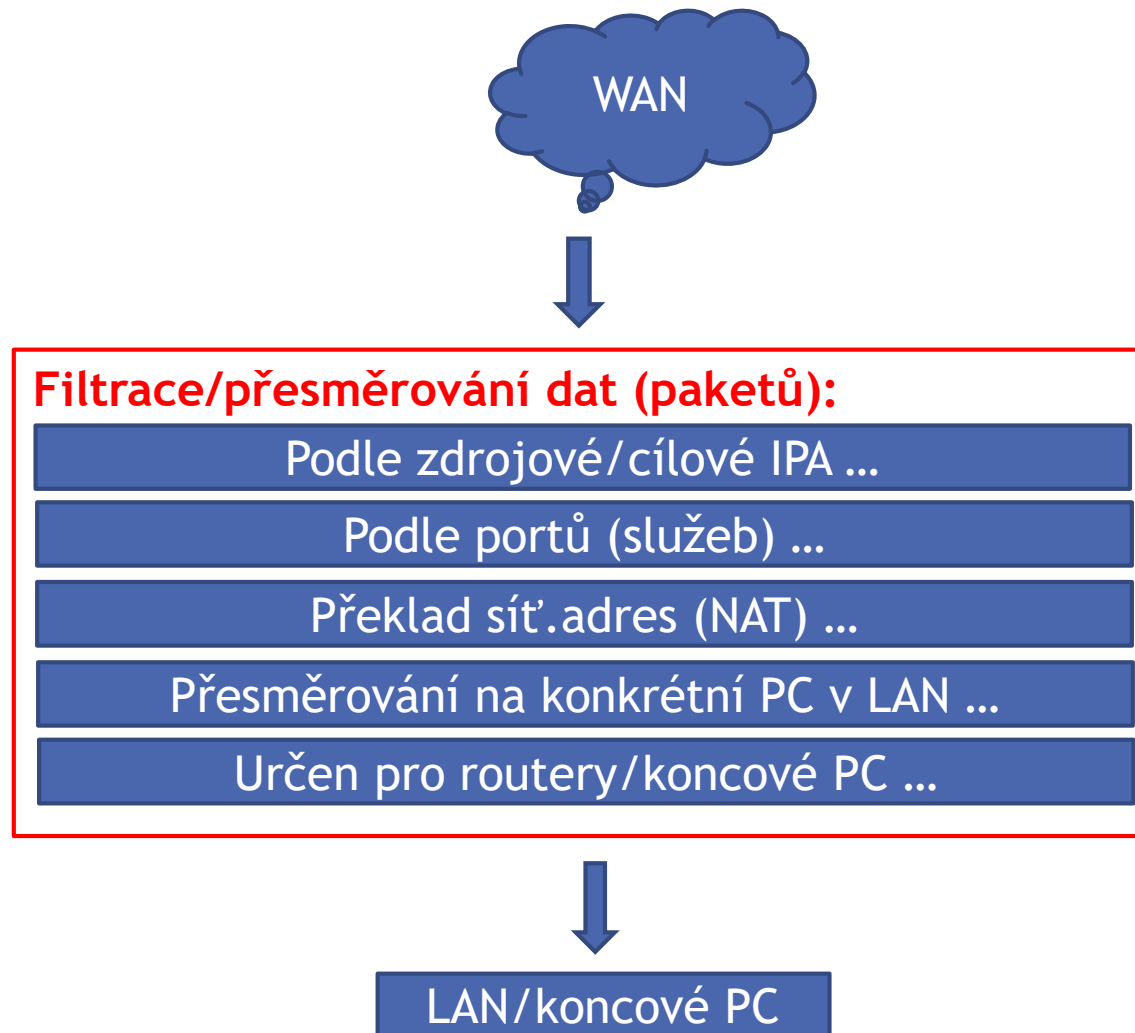 WAN
Filtrace/přesměrování dat (paketů):
Podle zdrojové/cílové IPA …
Podle portů (služeb) …
Překlad síť.adres (NAT) …
Přesměrování na konkrétní PC v LAN …
Určen pro routery/koncové PC …
LAN/koncové PC